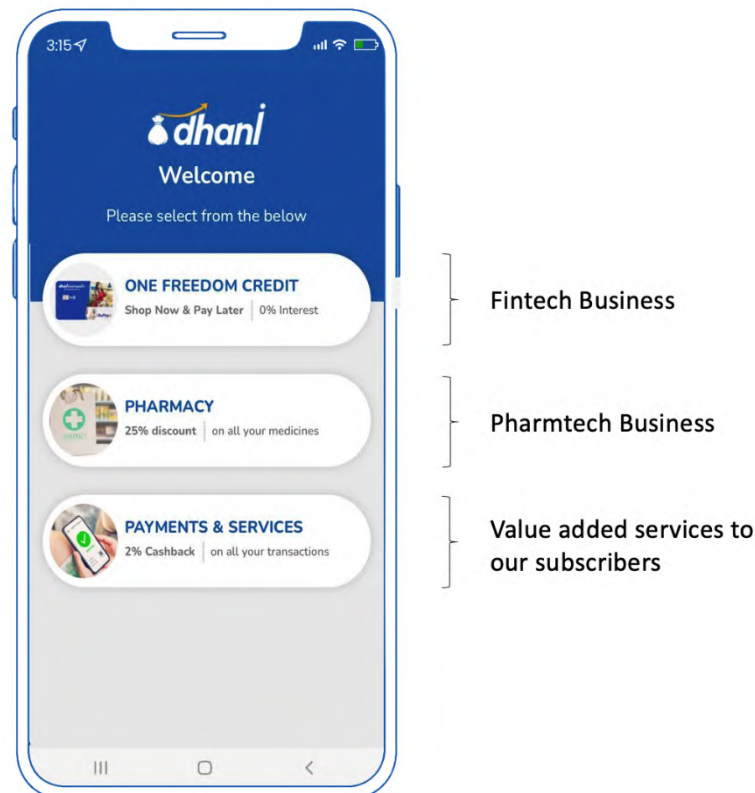 3:15
dhani
Welcome
Please select from the below
ONE FREEDOM CREDIT
Shop Now & Pay Later | 0% Interest
Fintech Business
PHARMACY
25% discount | on all your medicines
Pharmtech Business
PAYMENTS & SERVICES
2% Cashback | on all your transactions
Value added services to
our subscribers